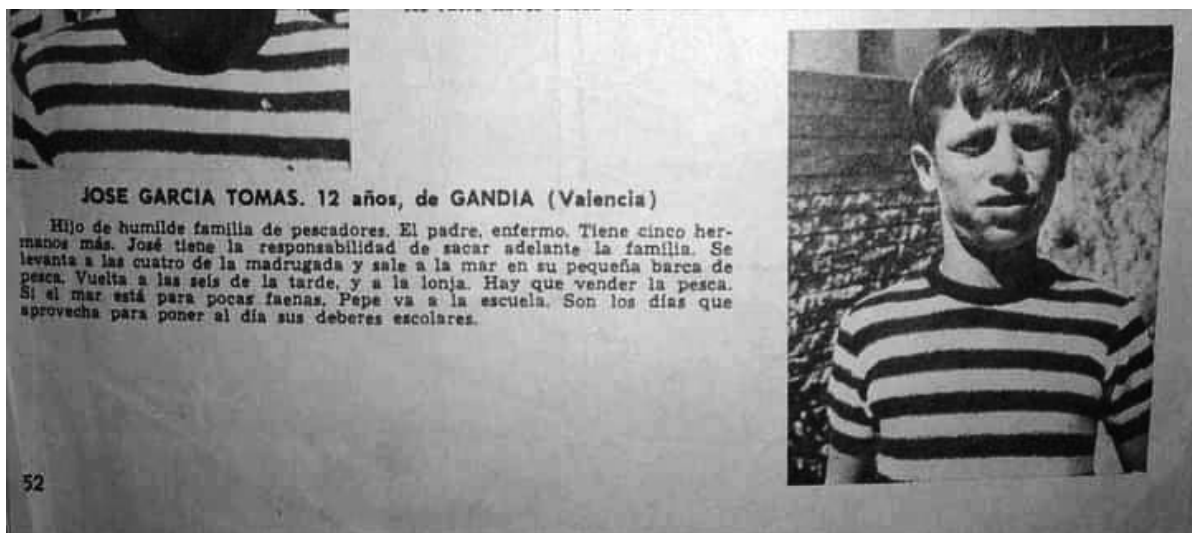 JOSE GARCIA TOMAS. 12 años, de GANDIA (Valencia)
Hijo de humilde familia de pescadores. El padre, enfermo. Tiene cinco her-
manos más. José tiene la responsabilidad de sacar adelante la familia. Se
levanta a las cuatro de la madrugada y sale a la mar en su pequeña barca de
pesca. Vuelta a las seis de la tarde, y a la lonja. Hay que vender la pesca.
Si el mar está para pocas faenas, Pepe va a la escuela. Son los días que
aprovecha para poner al día sus deberes escolares.
52